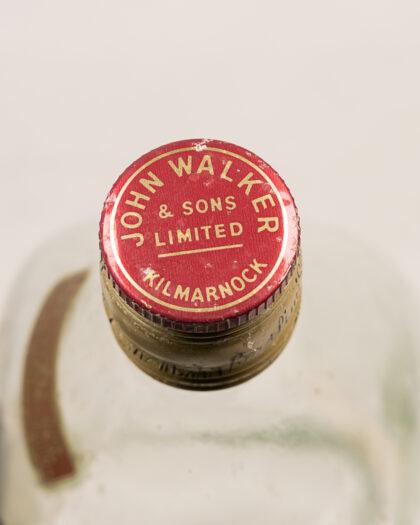 JOHN WALKER
& SONS
LIMITED
KILMARNOCK